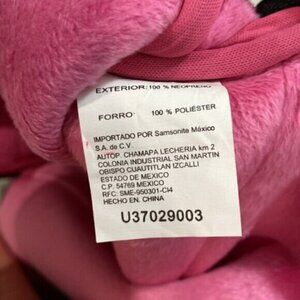 EXTERIOR: 100 % NEOPRENO
FORRO: 100 % POLIÉSTER
IMPORTADO POR Samsonite México
S.A. de C.V.
AUTOP. CHAMAPA LECHERIA km 2
COLONIA INDUSTRIAL SAN MARTIN
OBISPO CUAUTITLAN IZCALLI
ESTADO DE MEXICO
C.P. 54769 MEXICO
RFC: SME-950301-CI4
HECHO EN. CHINA
U37029003